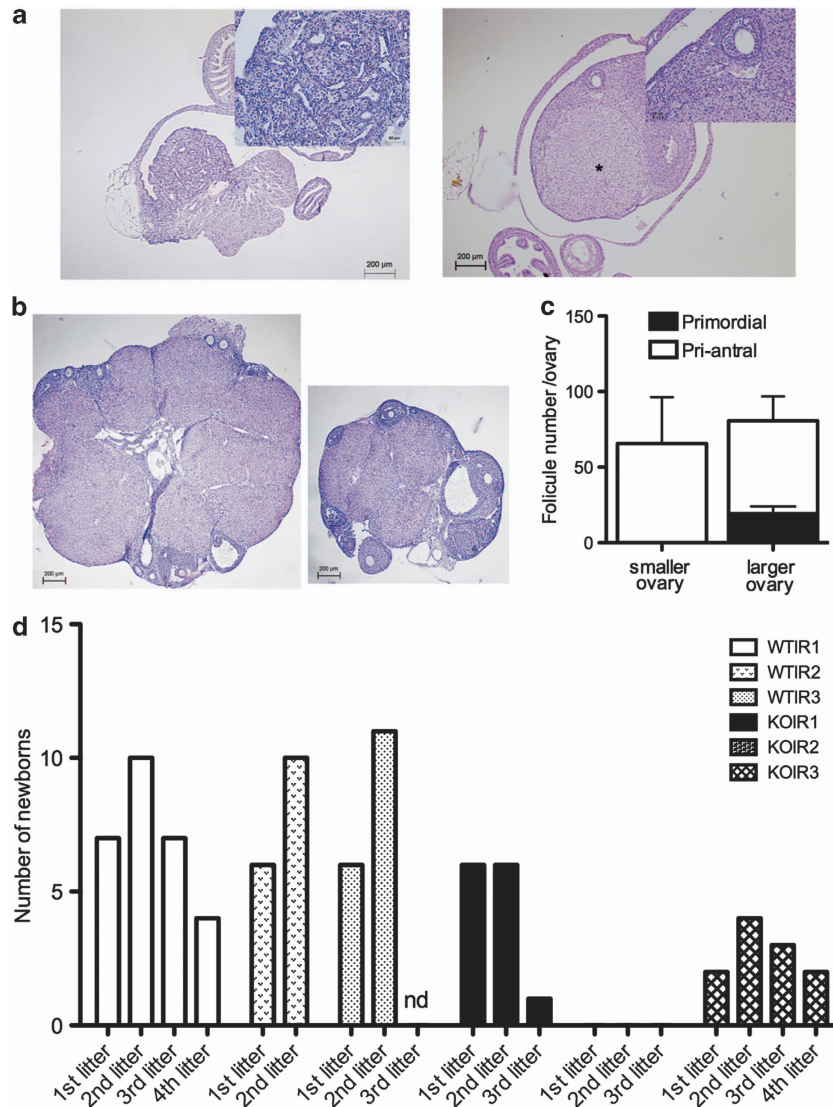 a
200 µm
200 µm
*
b
200 µm
200 µm
c
Folicule number /ovary
150
100
50
0
Primordial
Pri-antral
smaller ovary
larger ovary
d
Number of newborns
15
10
5
0
WTIR1
WTIR2
WTIR3
KOIR1
KOIR2
KOIR3
nd
1st litter
2nd litter
3rd litter
4th litter
1st litter
2nd litter
1st litter
2nd litter
3rd litter
1st litter
2nd litter
3rd litter
1st litter
2nd litter
3rd litter
1st litter
2nd litter
3rd litter
4th litter